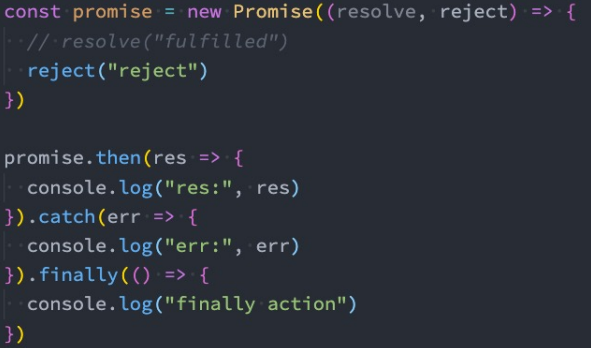 const promise = new Promise((resolve, reject) => {
  // resolve("fulfilled")
  reject("reject")
})

promise.then(res => {
  console.log("res:", res)
}).catch(err => {
  console.log("err:", err)
}).finally(() => {
  console.log("finally action")
})